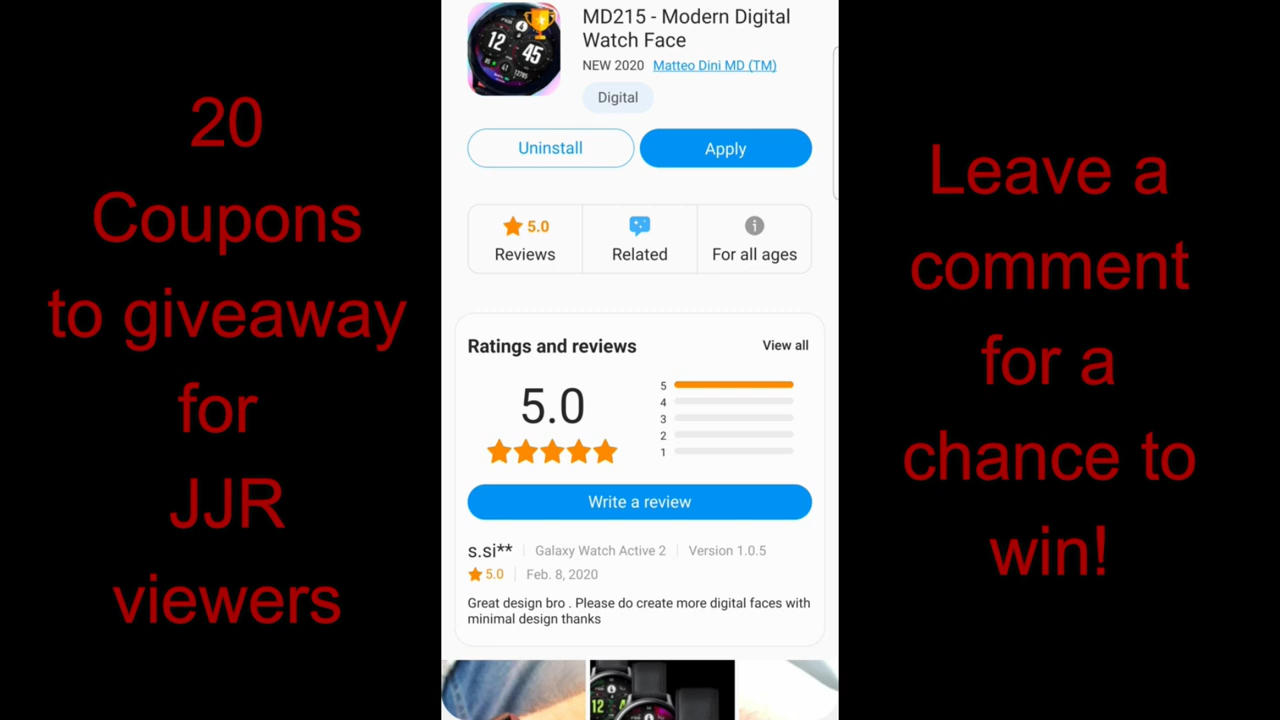 20
Coupons
to giveaway
for
JJR
viewers
MD215 - Modern Digital
Watch Face
NEW 2020 Matteo Dini MD (TM)
Digital
Uninstall
Apply
5.0
Reviews
Related
For all ages
Ratings and reviews
View all
5.0
5
4
3
2
1
Write a review
s.si** Galaxy Watch Active 2 Version 1.0.5
5.0 Feb. 8, 2020
Great design bro . Please do create more digital faces with
minimal design thanks
12
45
Leave a
comment
for a
chance to
win!